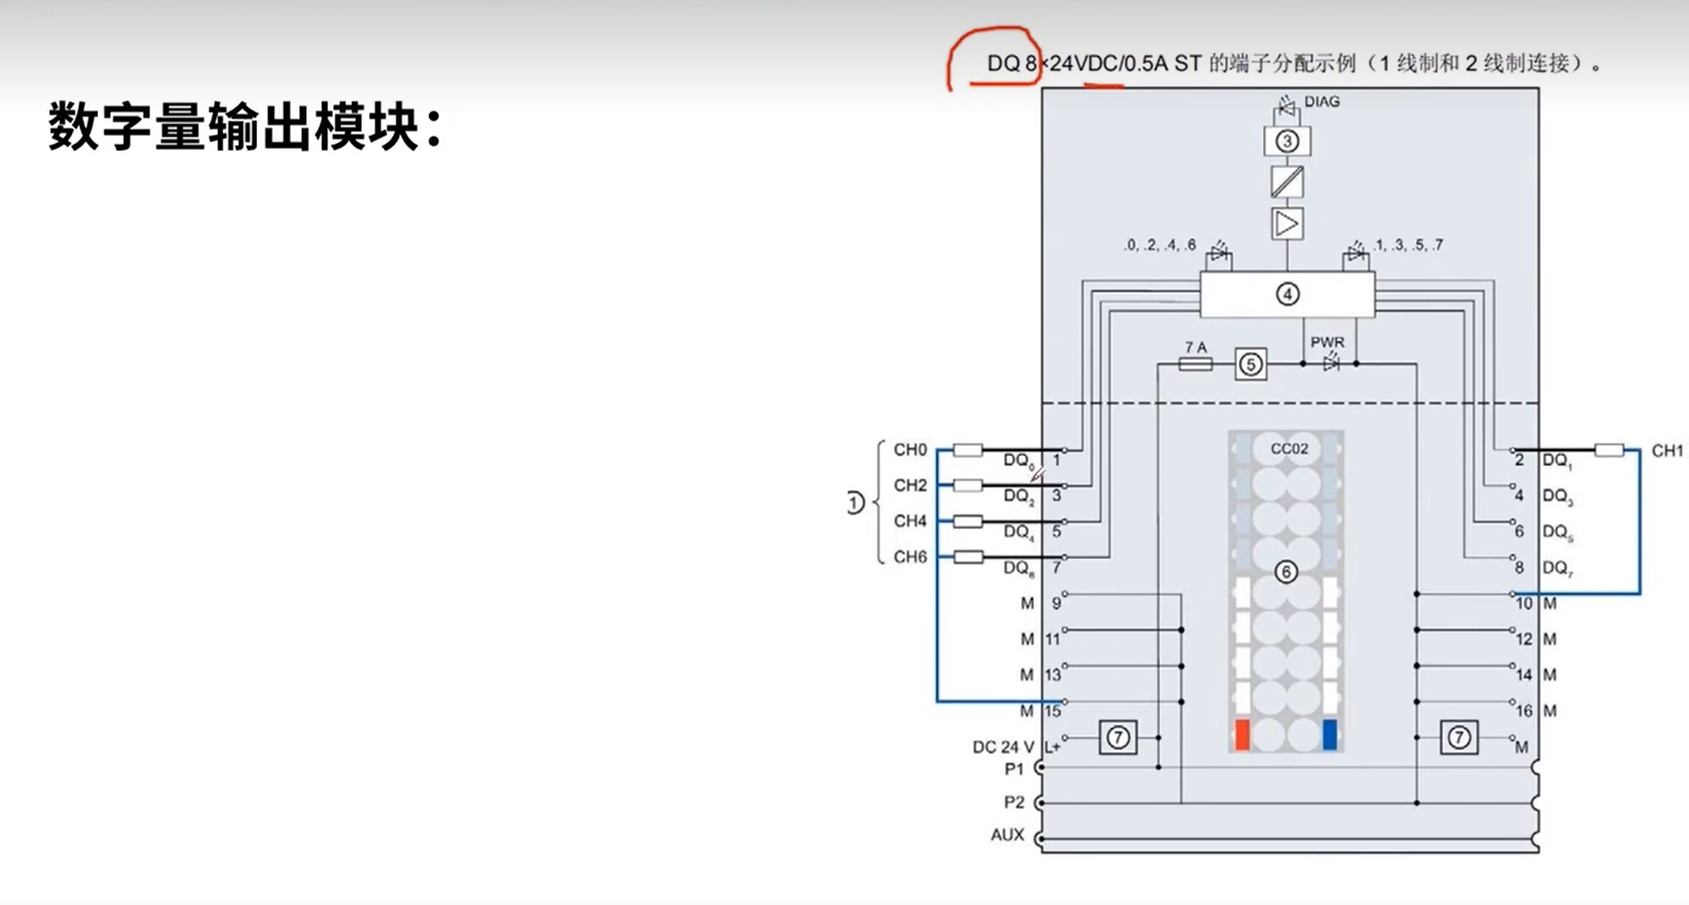 DQ 8×24VDC/0.5A ST 的端子分配示例（1 线制和 2 线制连接）。
数字量输出模块：
DIAG
③
.0, .2, .4, .6
.1, .3, .5, .7
④
7 A
⑤
PWR
CC02
⑥
①
CH0
DQ₀ 1
CH2
DQ₂ 3
CH4
DQ₄ 5
CH6
DQ₆ 7
M 9
M 11
M 13
M 15
DC 24 V L+
⑦
P1
P2
AUX
2 DQ₁
CH1
4 DQ₃
6 DQ₅
8 DQ₇
10 M
12 M
14 M
16 M
⑦
M